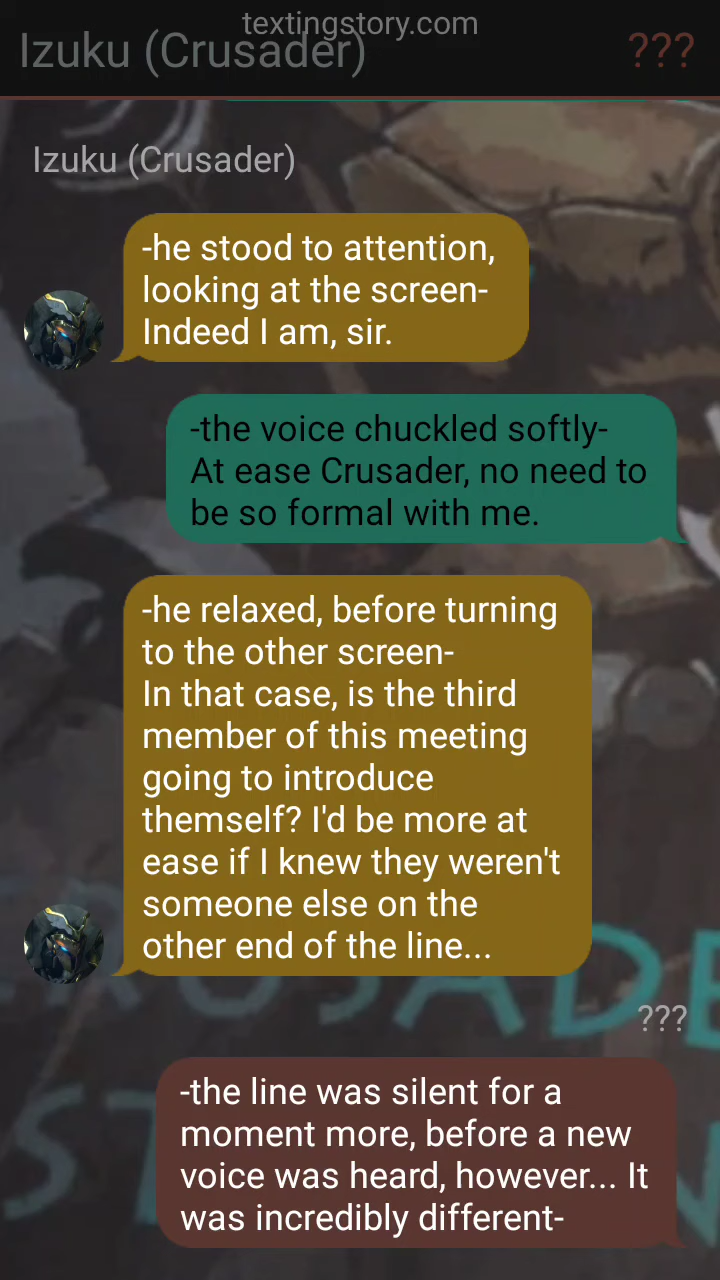 textingstory.com
Izuku (Crusader)
???
Izuku (Crusader)
-he stood to attention,
looking at the screen-
Indeed I am, sir.
-the voice chuckled softly-
At ease Crusader, no need to
be so formal with me.
-he relaxed, before turning
to the other screen-
In that case, is the third
member of this meeting
going to introduce
themself? I'd be more at
ease if I knew they weren't
someone else on the
other end of the line...
???
-the line was silent for a
moment more, before a new
voice was heard, however... It
was incredibly different-